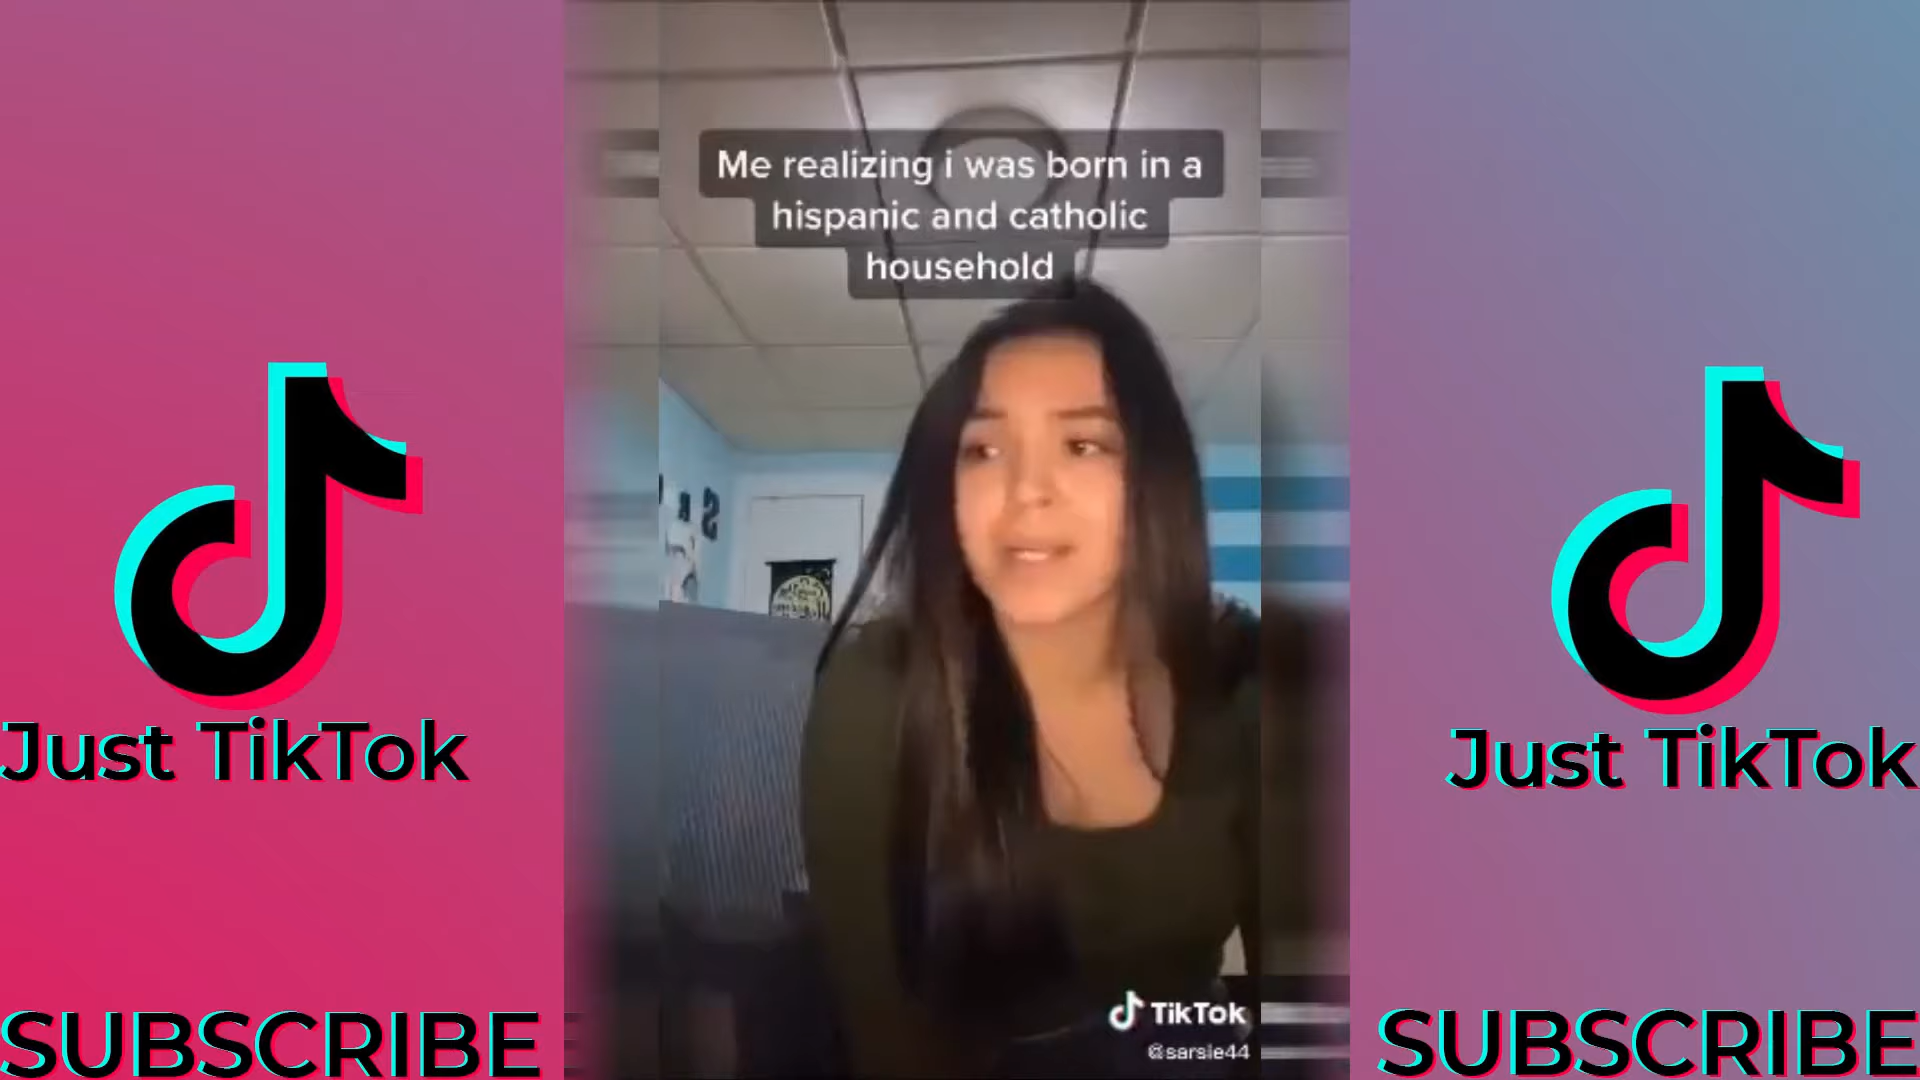 Me realizing i was born in a
hispanic and catholic
household
Just TikTok
Just TikTok
TikTok
@sarsie44
SUBSCRIBE
SUBSCRIBE